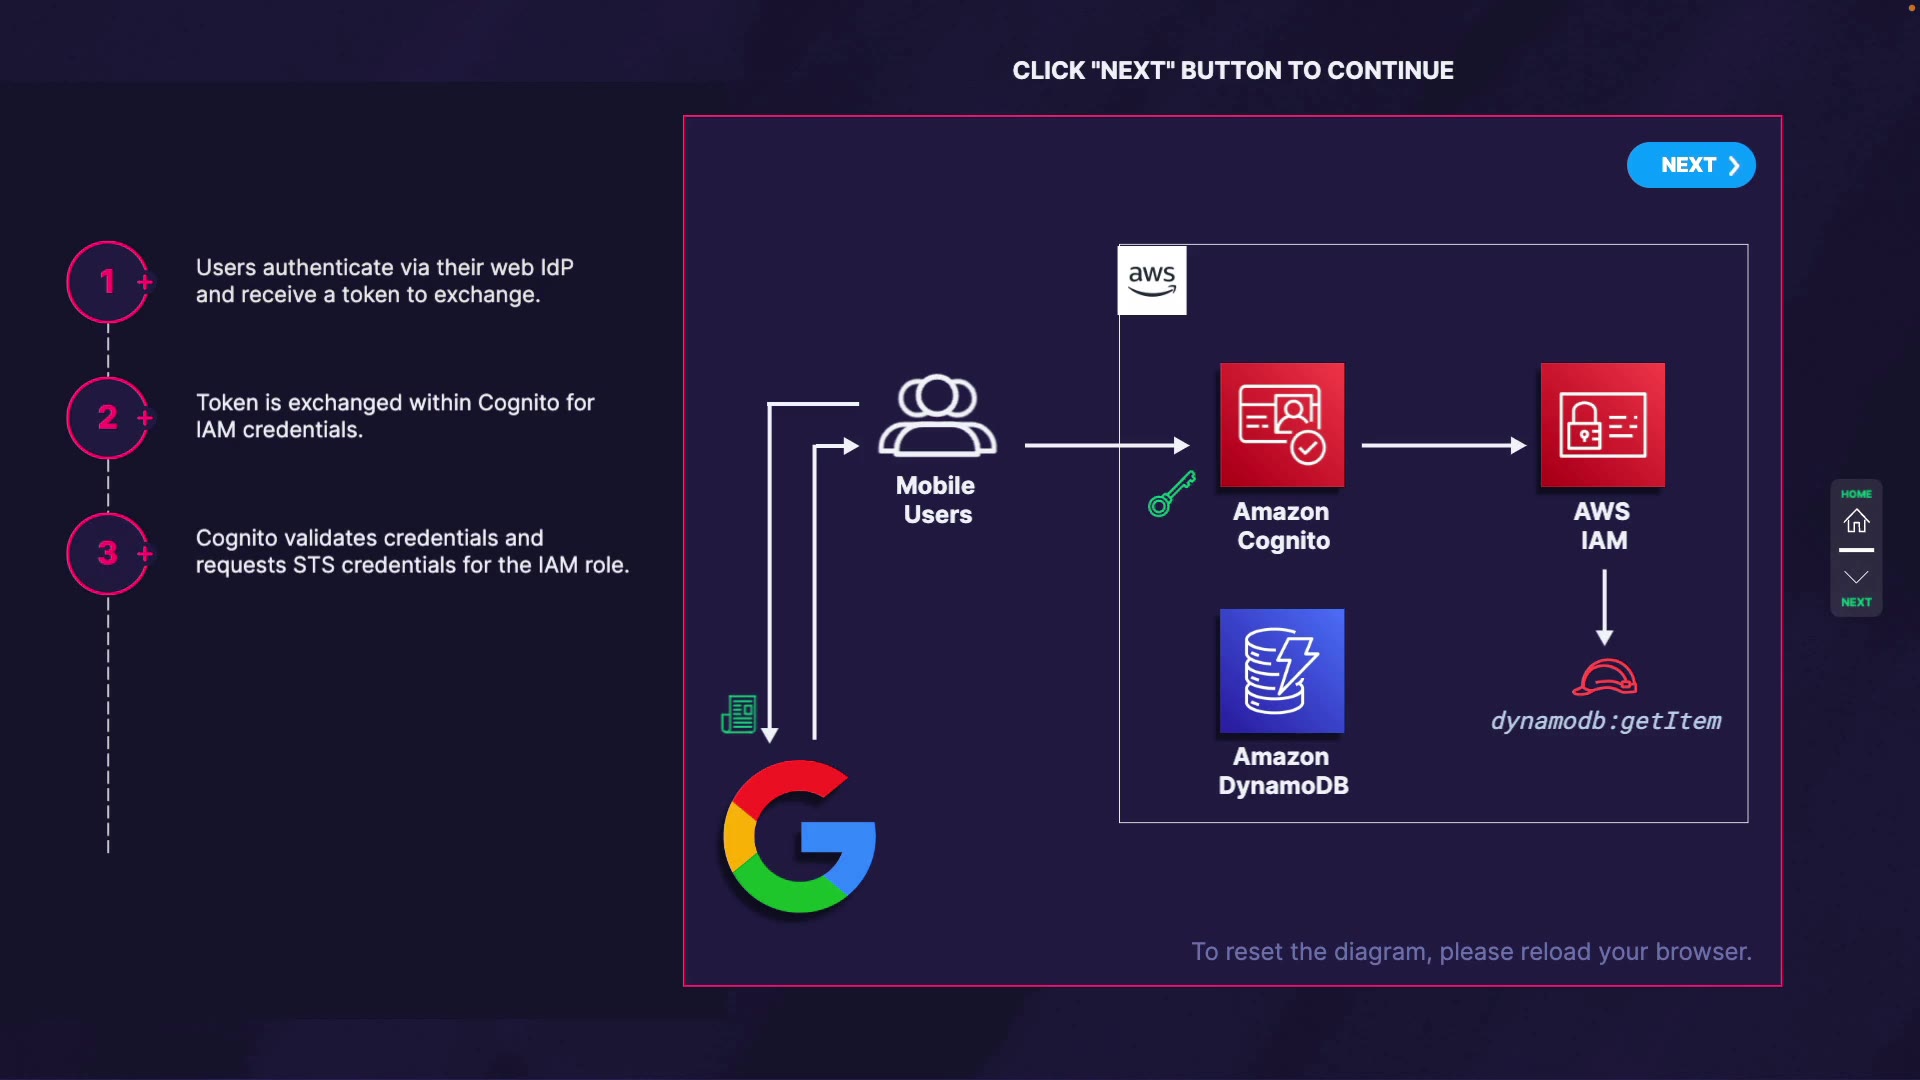 CLICK "NEXT" BUTTON TO CONTINUE
NEXT
1
Users authenticate via their web IdP
and receive a token to exchange.
2
Token is exchanged within Cognito for
IAM credentials.
3
Cognito validates credentials and
requests STS credentials for the IAM role.
aws
Mobile
Users
Amazon
Cognito
AWS
IAM
Amazon
DynamoDB
dynamodb:getItem
To reset the diagram, please reload your browser.
HOME
NEXT